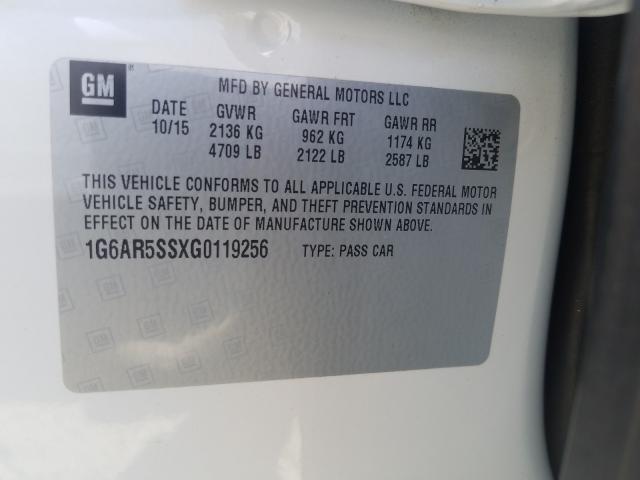 GM
MFD BY GENERAL MOTORS LLC
DATE GVWR GAWR FRT GAWR RR
10/15 2136 KG 962 KG 1174 KG
4709 LB 2122 LB 2587 LB
THIS VEHICLE CONFORMS TO ALL APPLICABLE U.S. FEDERAL MOTOR
VEHICLE SAFETY, BUMPER, AND THEFT PREVENTION STANDARDS IN
EFFECT ON THE DATE OF MANUFACTURE SHOWN ABOVE.
1G6AR5SSXG0119256 TYPE: PASS CAR